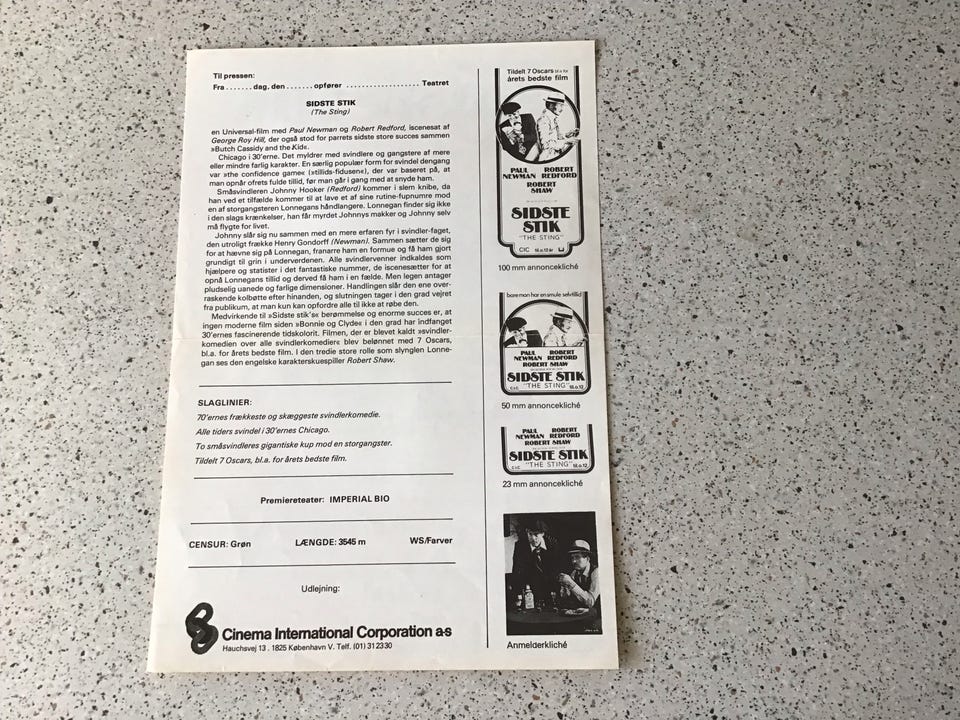 Til pressen:
Fra ....... dag, den ....... opfører .................... Teatret
SIDSTE STIK
(The Sting)
en Universal-film med Paul Newman og Robert Redford, iscenesat af
George Roy Hill, der også stod for parrets sidste store succes sammen
»Butch Cassidy and the Kid«.
Chicago i 30'erne. Det myldrer med svindlere og gangstere af mere
eller mindre farlig karakter. En særlig populær form for svindel dengang
var »the confidence game« (»tillids-fidusen«), der var baseret på, at
man opnår ofrets fulde tillid, før man går i gang med at snyde ham.
Småsvindleren Johnny Hooker (Redford) kommer i slem knibe, da
han ved et tilfælde kommer til at lave et af sine rutine-fupnumre mod
en af storgangsteren Lonnegans håndlangere. Lonnegan finder sig ikke
i den slags krænkelser, han får myrdet Johnnys makker og Johnny selv
må flygte for livet.
Johnny slår sig nu sammen med en mere erfaren fyr i svindler-faget,
den utroligt frække Henry Gondorff (Newman). Sammen sætter de sig
for at hævne sig på Lonnegan, franarre ham en formue og få ham gjort
grundigt til grin i underverdenen. Alle svindlervenner indkaldes som
hjælpere og statister i det fantastiske nummer, de iscenesætter for at
opnå Lonnegans tillid og derved få ham i en fælde. Men legen antager
pludselig uanede og farlige dimensioner. Handlingen slår den ene over-
raskende kolbøtte efter hinanden, og slutningen tager i den grad vejret
fra publikum, at man kun kan opfordre alle til ikke at røbe den.
Medvirkende til »Sidste stik's« berømmelse og enorme succes er, at
ingen moderne film siden »Bonnie og Clyde« i den grad har indfanget
30'ernes fascinerende tidskolorit. Filmen, der er blevet kaldt »svindler-
komedien over alle svindlerkomedier« blev belønnet med 7 Oscars,
bl.a. for årets bedste film. I den tredie store rolle som slynglen Lonne-
gan ses den engelske karakterskuespiller Robert Shaw.
SLAGLINIER:
70'ernes frækkeste og skæggeste svindlerkomedie.
Alle tiders svindel i 30'ernes Chicago.
To småsvindleres gigantiske kup mod en storgangster.
Tildelt 7 Oscars, bl.a. for årets bedste film.
Premiereteater: IMPERIAL BIO
CENSUR: Grøn LÆNGDE: 3545 m WS/Farver
Udlejning:
Cinema International Corporation a-s
Hauchsvej 13 . 1825 København V. Telf. (01) 31 23 30
Tildelt 7 Oscars bl.a. for
årets bedste film
PAUL ROBERT
NEWMAN REDFORD
ROBERT
SHAW
SIDSTE
STIK
"THE STING"
CIC till.o.12 år
100 mm annonceklické
bare man har en smule selvtillid
PAUL ROBERT
NEWMAN REDFORD
ROBERT SHAW
SIDSTE STIK
CIC "THE STING" till.o.12
50 mm annonceklické
PAUL ROBERT
NEWMAN REDFORD
ROBERT SHAW
SIDSTE STIK
CIC "THE STING" till.o.12
23 mm annonceklické
Anmelderkliché